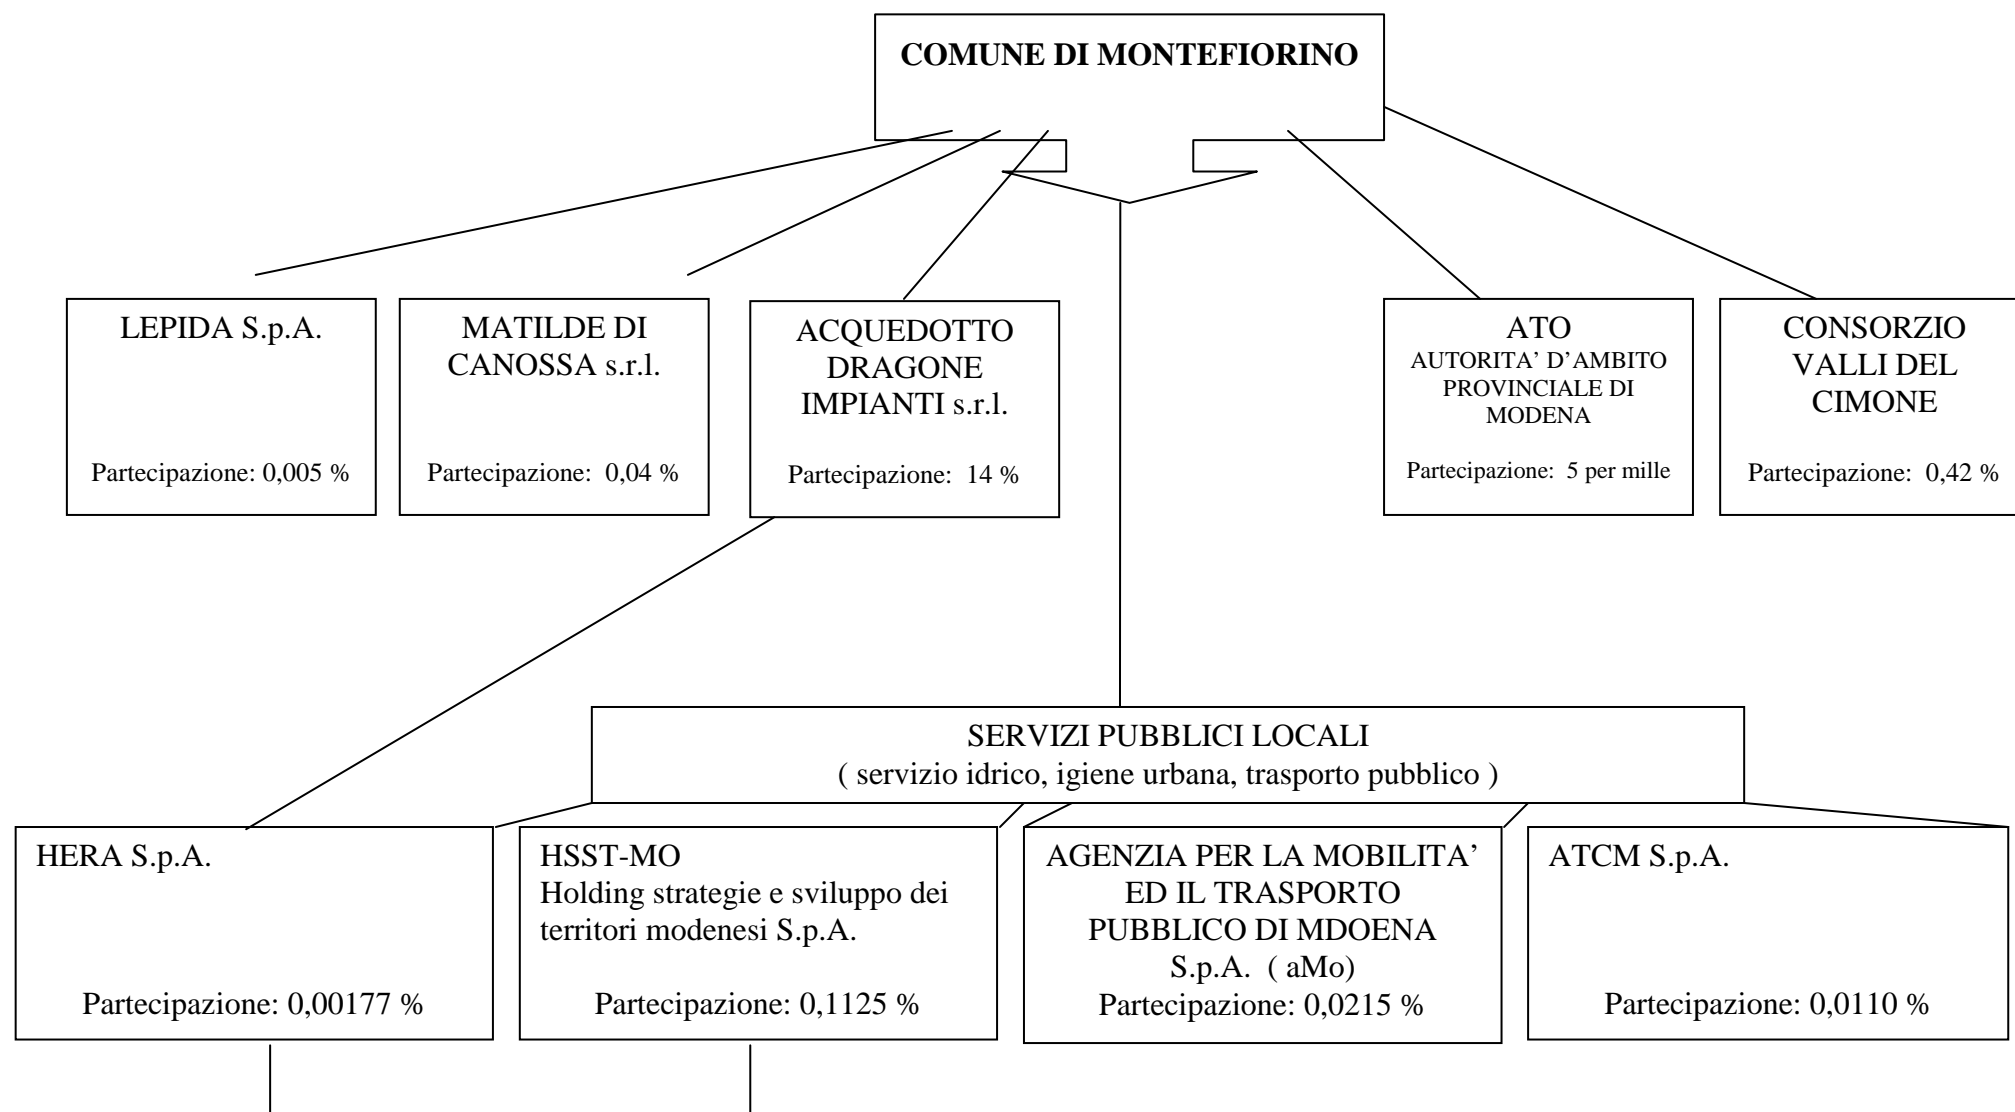 COMUNE DI MONTEFIORINO
LEPIDA S.p.A.
Partecipazione: 0,005 %
MATILDE DI
CANOSSA s.r.l.
Partecipazione: 0,04 %
ACQUEDOTTO
DRAGONE
IMPIANTI s.r.l.
Partecipazione: 14 %
ATO
AUTORITA’ D’AMBITO
PROVINCIALE DI
MODENA
Partecipazione: 5 per mille
CONSORZIO
VALLI DEL
CIMONE
Partecipazione: 0,42 %
SERVIZI PUBBLICI LOCALI
( servizio idrico, igiene urbana, trasporto pubblico )
HERA S.p.A.
Partecipazione: 0,00177 %
HSST-MO
Holding strategie e sviluppo dei
territori modenesi S.p.A.
Partecipazione: 0,1125 %
AGENZIA PER LA MOBILITA’
ED IL TRASPORTO
PUBBLICO DI MDOENA
S.p.A. ( aMo)
Partecipazione: 0,0215 %
ATCM S.p.A.
Partecipazione: 0,0110 %